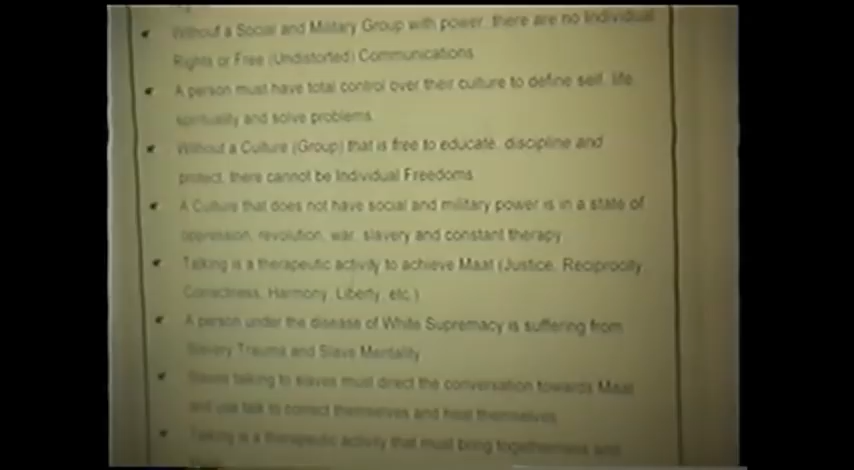 Without a Social and Military Group with power, there are no Individual
Rights or Free (Undistorted) Communications
A person must have total control over their culture to define self, life,
spirituality and solve problems.
Without a Culture (Group) that is free to educate, discipline and
protect, there cannot be Individual Freedoms
A Culture that does not have social and military power is in a state of
oppression, revolution, war, slavery and constant therapy
Talking is a therapeutic activity to achieve Maat (Justice, Reciprocity,
Correctness, Harmony, Liberty, etc.)
A person under the disease of White Supremacy is suffering from
Slavery Trauma and Slave Mentality
Slaves talking to slaves must direct the conversation towards Maat
and use talk to correct themselves and heal themselves
Talking is a therapeutic activity that must bring togetherness and